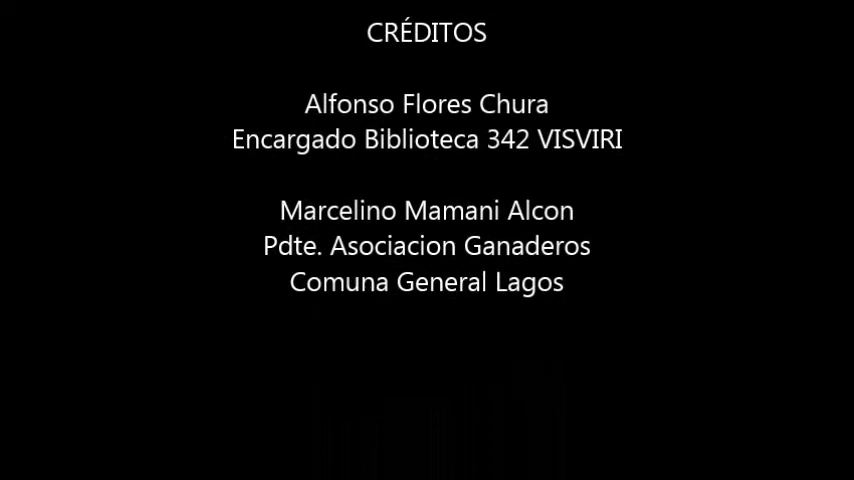 CRÉDITOS
Alfonso Flores Chura
Encargado Biblioteca 342 VISVIRI
Marcelino Mamani Alcon
Pdte. Asociacion Ganaderos
Comuna General Lagos